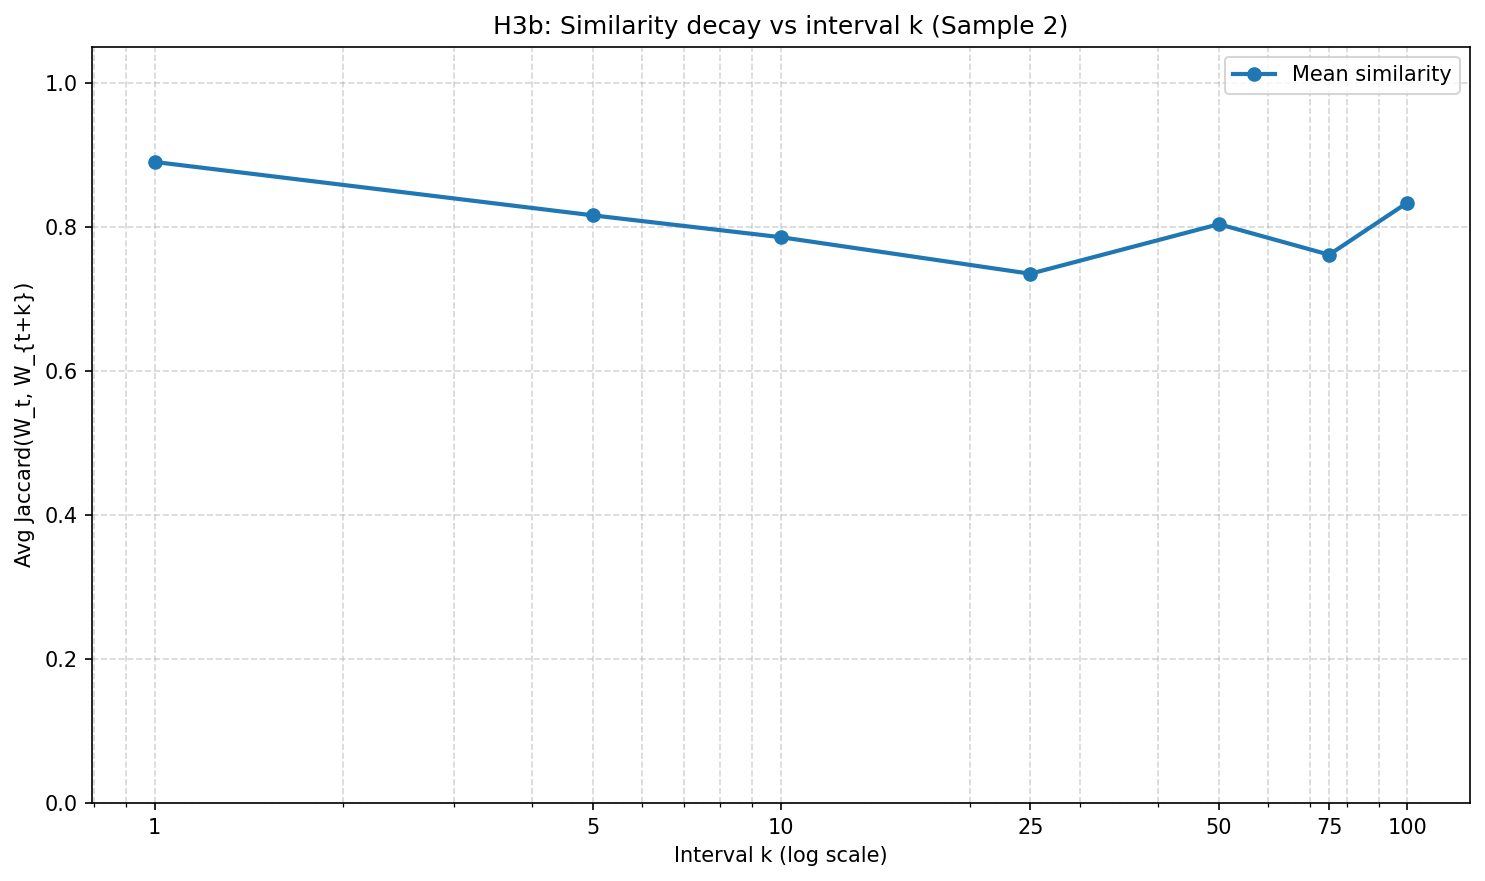 H3b: Similarity decay vs interval k (Sample 2)
Mean similarity
Avg Jaccard(W_t, W_{t+k})
1.0
0.8
0.6
0.4
0.2
0.0
1 5 10 25 50 75 100
Interval k (log scale)